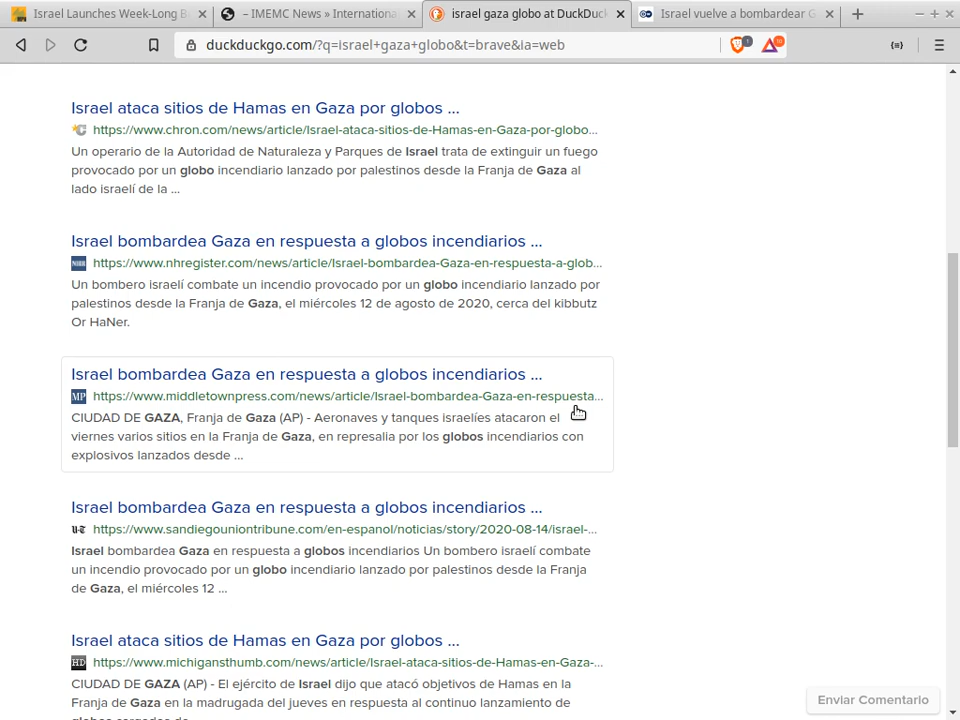 Israel Launches Week-Long B
– IMEMC News » Internationa
israel gaza globo at DuckDuc
Israel vuelve a bombardear G
duckduckgo.com/?q=israel+gaza+globo&t=brave&ia=web
Israel ataca sitios de Hamas en Gaza por globos ...
https://www.chron.com/news/article/Israel-ataca-sitios-de-Hamas-en-Gaza-por-globo...
Un operario de la Autoridad de Naturaleza y Parques de Israel trata de extinguir un fuego
provocado por un globo incendiario lanzado por palestinos desde la Franja de Gaza al
lado israelí de la ...
Israel bombardea Gaza en respuesta a globos incendiarios ...
NHR
https://www.nhregister.com/news/article/Israel-bombardea-Gaza-en-respuesta-a-glob...
Un bombero israelí combate un incendio provocado por un globo incendiario lanzado por
palestinos desde la Franja de Gaza, el miércoles 12 de agosto de 2020, cerca del kibbutz
Or HaNer.
Israel bombardea Gaza en respuesta a globos incendiarios ...
MP
https://www.middletownpress.com/news/article/Israel-bombardea-Gaza-en-respuesta...
CIUDAD DE GAZA, Franja de Gaza (AP) - Aeronaves y tanques israelíes atacaron el
viernes varios sitios en la Franja de Gaza, en represalia por los globos incendiarios con
explosivos lanzados desde ...
Israel bombardea Gaza en respuesta a globos incendiarios ...
https://www.sandiegouniontribune.com/en-espanol/noticias/story/2020-08-14/israel-...
Israel bombardea Gaza en respuesta a globos incendiarios Un bombero israelí combate
un incendio provocado por un globo incendiario lanzado por palestinos desde la Franja
de Gaza, el miércoles 12 ...
Israel ataca sitios de Hamas en Gaza por globos ...
HD
https://www.michigansthumb.com/news/article/Israel-ataca-sitios-de-Hamas-en-Gaza-...
CIUDAD DE GAZA (AP) - El ejército de Israel dijo que atacó objetivos de Hamas en la
Franja de Gaza en la madrugada del jueves en respuesta al continuo lanzamiento de
Enviar Comentario